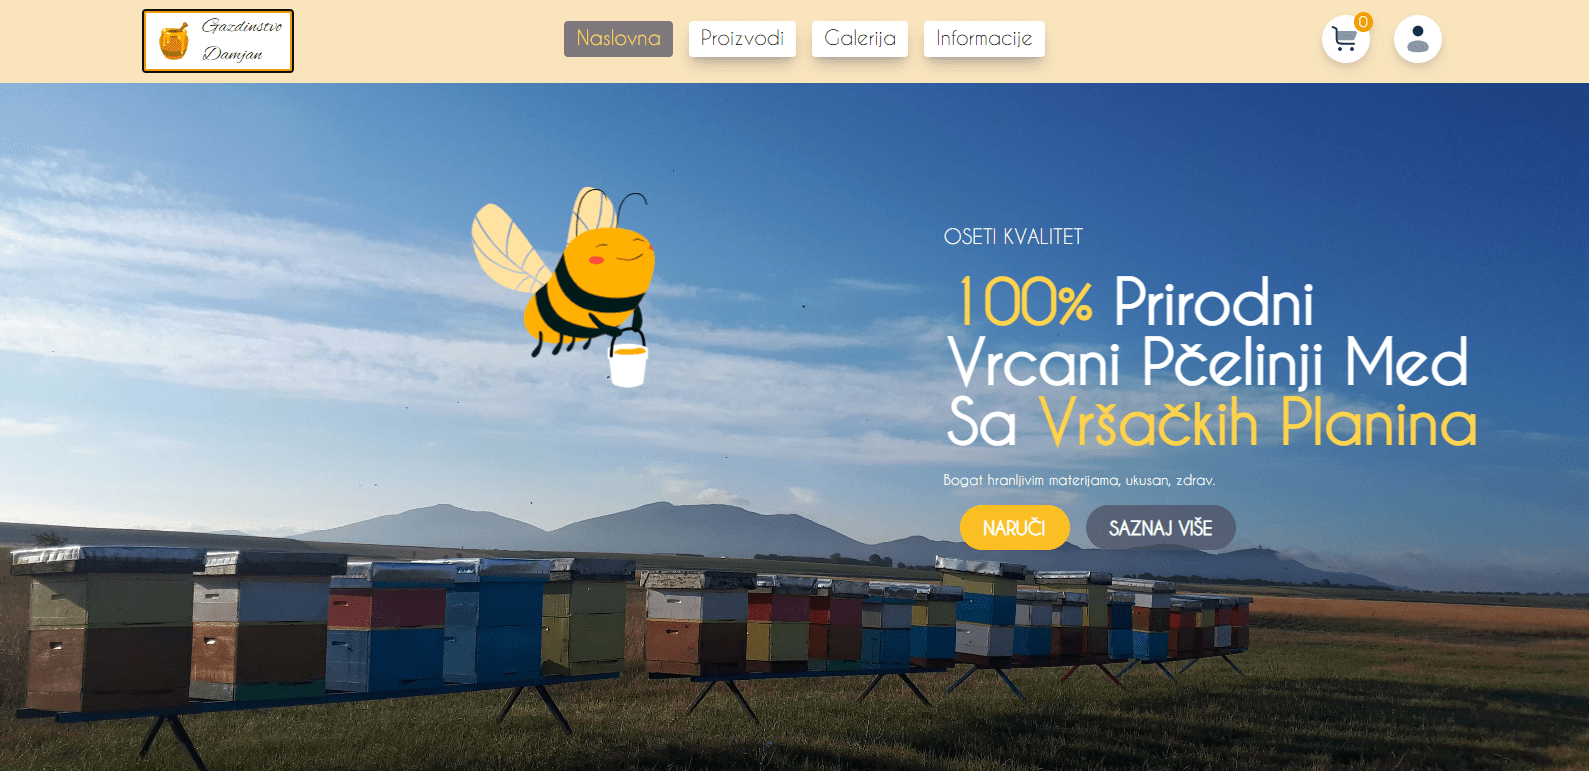 Gazdinstvo
Damjan
Naslovna
Proizvodi
Galerija
Informacije
0
OSETI KVALITET
100% Prirodni
Vrcani Pčelinji Med
Sa Vršačkih Planina
Bogat hranljivim materijama, ukusan, zdrav.
NARUČI
SAZNAJ VIŠE